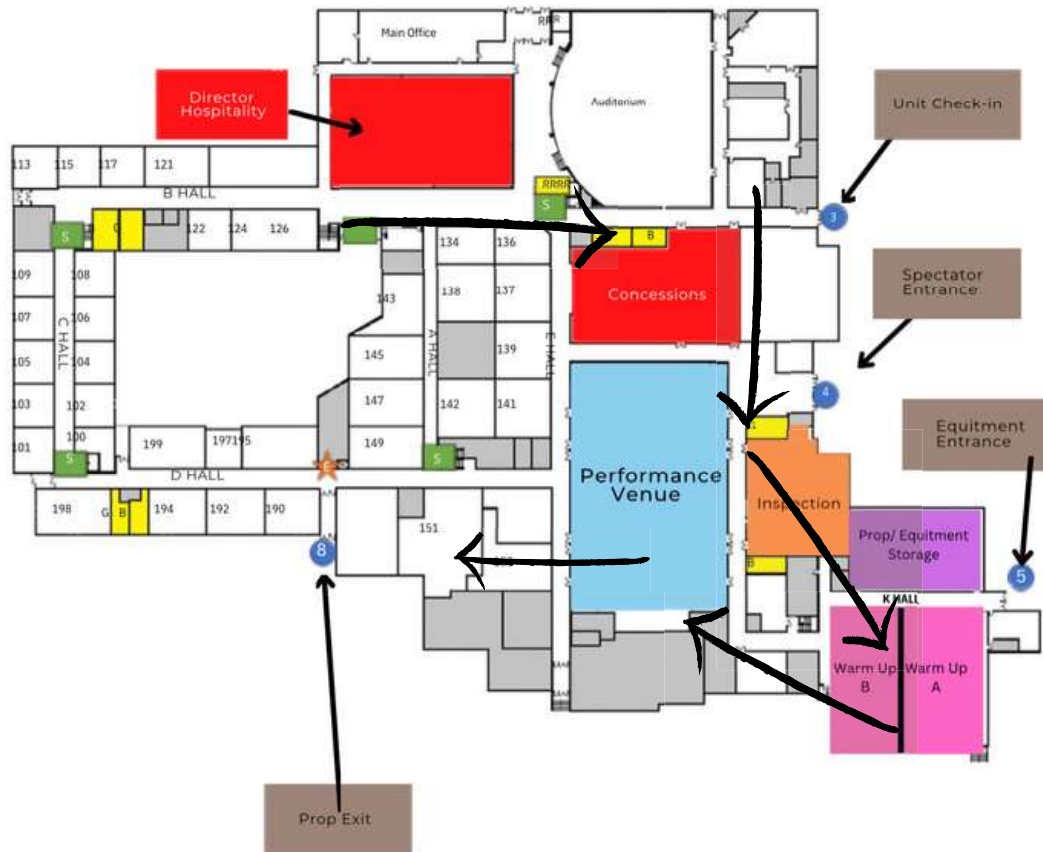 Main Office
RR R
Auditorium
Director
Hospitality
Unit Check-in
113
115
117
121
B HALL
RRRR
S
3
S
G
122
124
126
134
136
B
Concessions
Spectator
Entrance
109
108
143
138
137
107
106
C HALL
A HALL
E HALL
105
104
145
139
103
102
147
142
141
4
101
100
S
199
197195
149
S
D HALL
Equitment
Entrance
Performance
Venue
Inspection
198
G
B
194
192
190
151
8
B
Prop/ Equitment
Storage
5
K HALL
Warm Up
B
Warm Up
A
Prop Exit